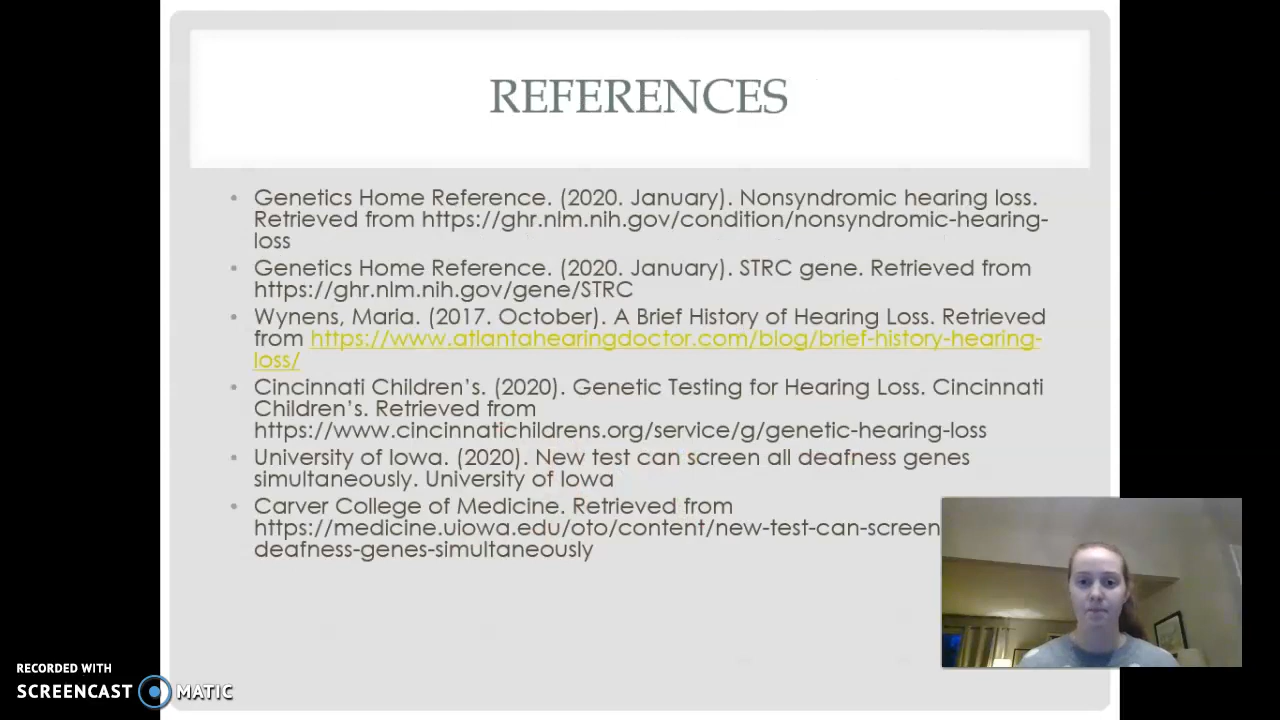 REFERENCES
• Genetics Home Reference. (2020. January). Nonsyndromic hearing loss.
Retrieved from https://ghr.nlm.nih.gov/condition/nonsyndromic-hearing-
loss
• Genetics Home Reference. (2020. January). STRC gene. Retrieved from
https://ghr.nlm.nih.gov/gene/STRC
• Wynens, Maria. (2017. October). A Brief History of Hearing Loss. Retrieved
from https://www.atlantahearingdoctor.com/blog/brief-history-hearing-
loss/
• Cincinnati Children’s. (2020). Genetic Testing for Hearing Loss. Cincinnati
Children’s. Retrieved from
https://www.cincinnatichildrens.org/service/g/genetic-hearing-loss
• University of Iowa. (2020). New test can screen all deafness genes
simultaneously. University of Iowa
• Carver College of Medicine. Retrieved from
https://medicine.uiowa.edu/oto/content/new-test-can-screen
deafness-genes-simultaneously
RECORDED WITH
SCREENCAST MATIC